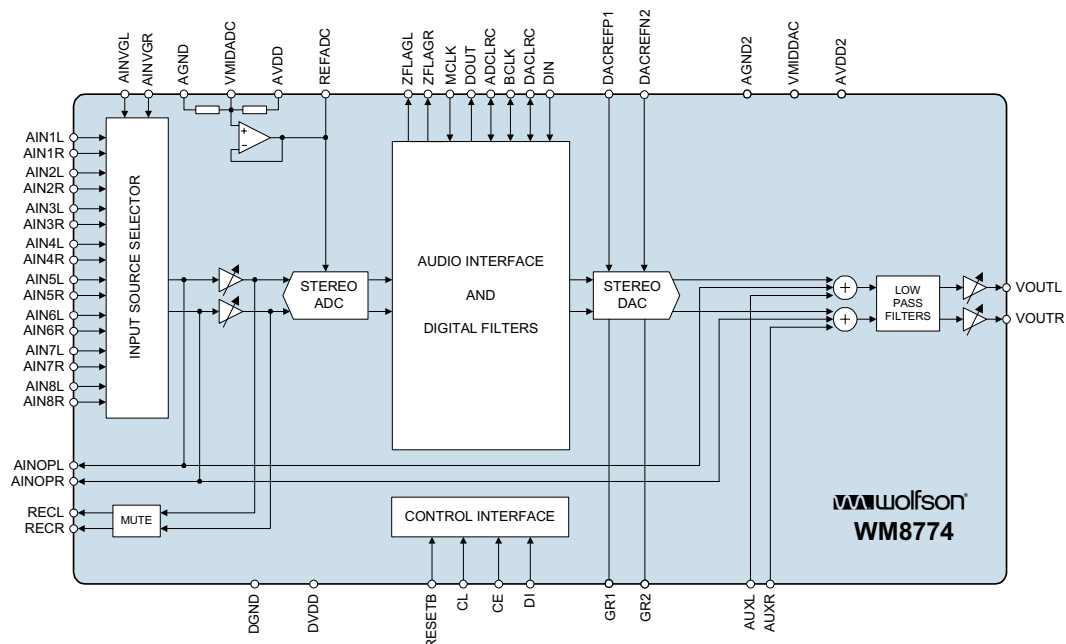 AINVGL
AINVGR
AGND
VMIDADC
AVDD
REFADC
ZFLAGL
ZFLAGR
MCLK
DOUT
ADCLRC
BCLK
DACLRC
DIN
DACREFP1
DACREFN2
AGND2
VMIDDAC
AVDD2
AIN1L
AIN1R
AIN2L
AIN2R
AIN3L
AIN3R
AIN4L
AIN4R
AIN5L
AIN5R
AIN6L
AIN6R
AIN7L
AIN7R
AIN8L
AIN8R
INPUT SOURCE SELECTOR
+
−
STEREO
ADC
AUDIO INTERFACE
AND
DIGITAL FILTERS
STEREO
DAC
+
+
LOW
PASS
FILTERS
VOUTL
VOUTR
AINOPL
AINOPR
RECL
RECR
MUTE
CONTROL INTERFACE
wolfson
WM8774
DGND
DVDD
RESETB
CL
CE
DI
GR1
GR2
AUXL
AUXR